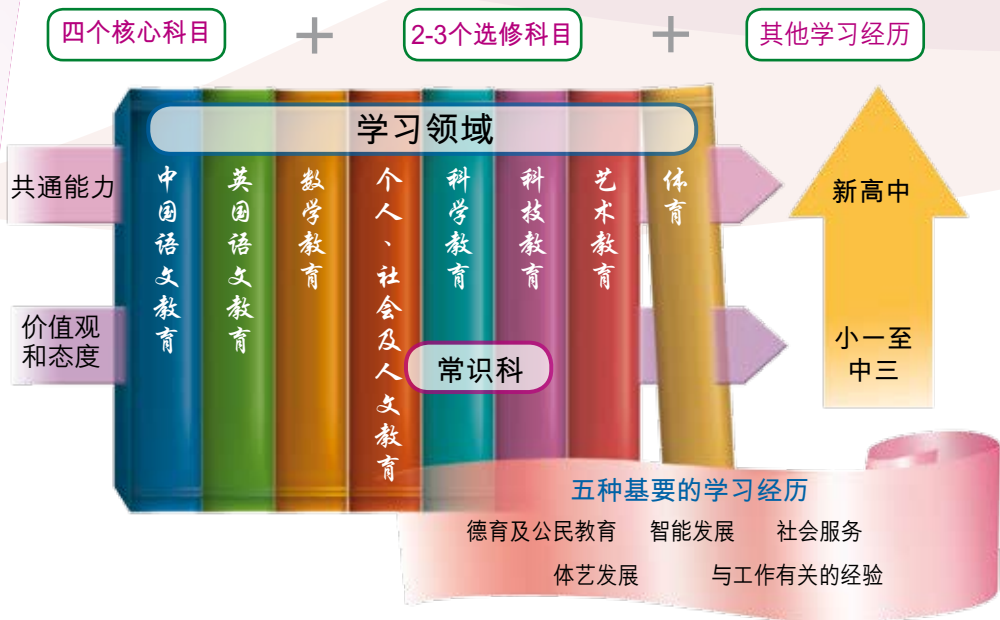 四个核心科目
+
2-3个选修科目
+
其他学习经历
学习领域
共通能力
价值观
和态度
中国语文教育
英国语文教育
数学教育
个人、社会及人文教育
科学教育
科技教育
艺术教育
体育
常识科
新高中
小一至
中三
五种基要的学习经历
德育及公民教育 智能发展 社会服务
体艺发展 与工作有关的经验